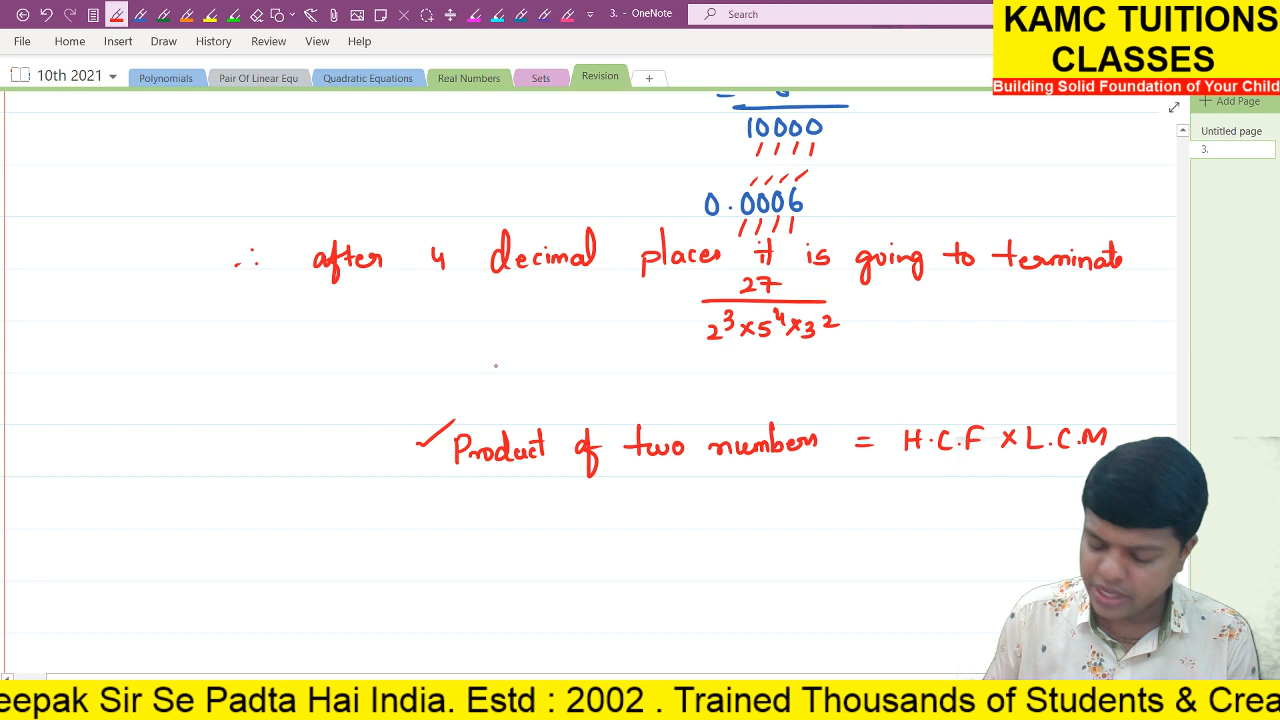 3. - OneNote
Search
KAMC TUITIONS
CLASSES
Building Solid Foundation of Your Child
File Home Insert Draw History Review View Help
10th 2021
Polynomials Pair Of Linear Equ Quadratic Equations Real Numbers Sets Revision +
Add Page
Untitled page
3.
10000
0.0006
∴ after 4 decimal places it is going to terminate
27
2³×5⁴×3²
✓Product of two numbers = H.C.F × L.C.M
eepak Sir Se Padta Hai India. Estd : 2002 . Trained Thousands of Students & Crea